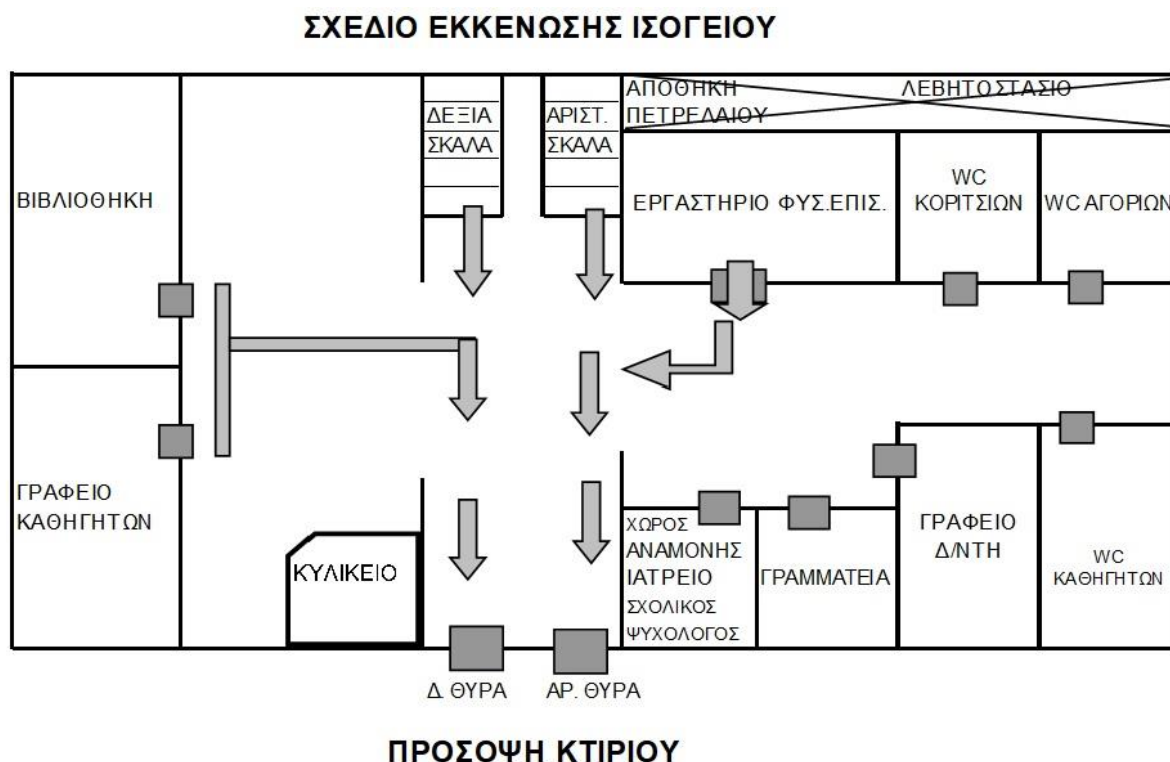 ΣΧΕΔΙΟ ΕΚΚΕΝΩΣΗΣ ΙΣΟΓΕΙΟΥ
ΒΙΒΛΙΟΘΗΚΗ
ΔΕΞΙΑ
ΣΚΑΛΑ
ΑΡΙΣΤ.
ΣΚΑΛΑ
ΑΠΟΘΗΚΗ
ΠΕΤΡΕΛΑΙΟΥ
ΛΕΒΗΤΟΣΤΑΣΙΟ
ΕΡΓΑΣΤΗΡΙΟ ΦΥΣ.ΕΠΙΣ.
WC
ΚΟΡΙΤΣΙΩΝ
WC ΑΓΟΡΙΩΝ
ΓΡΑΦΕΙΟ
ΚΑΘΗΓΗΤΩΝ
ΚΥΛΙΚΕΙΟ
ΧΩΡΟΣ
ΑΝΑΜΟΝΗΣ
ΙΑΤΡΕΙΟ
ΣΧΟΛΙΚΟΣ
ΨΥΧΟΛΟΓΟΣ
ΓΡΑΜΜΑΤΕΙΑ
ΓΡΑΦΕΙΟ
Δ/ΝΤΗ
WC
ΚΑΘΗΓΗΤΩΝ
Δ. ΘΥΡΑ
ΑΡ. ΘΥΡΑ
ΠΡΟΣΟΨΗ ΚΤΙΡΙΟΥ